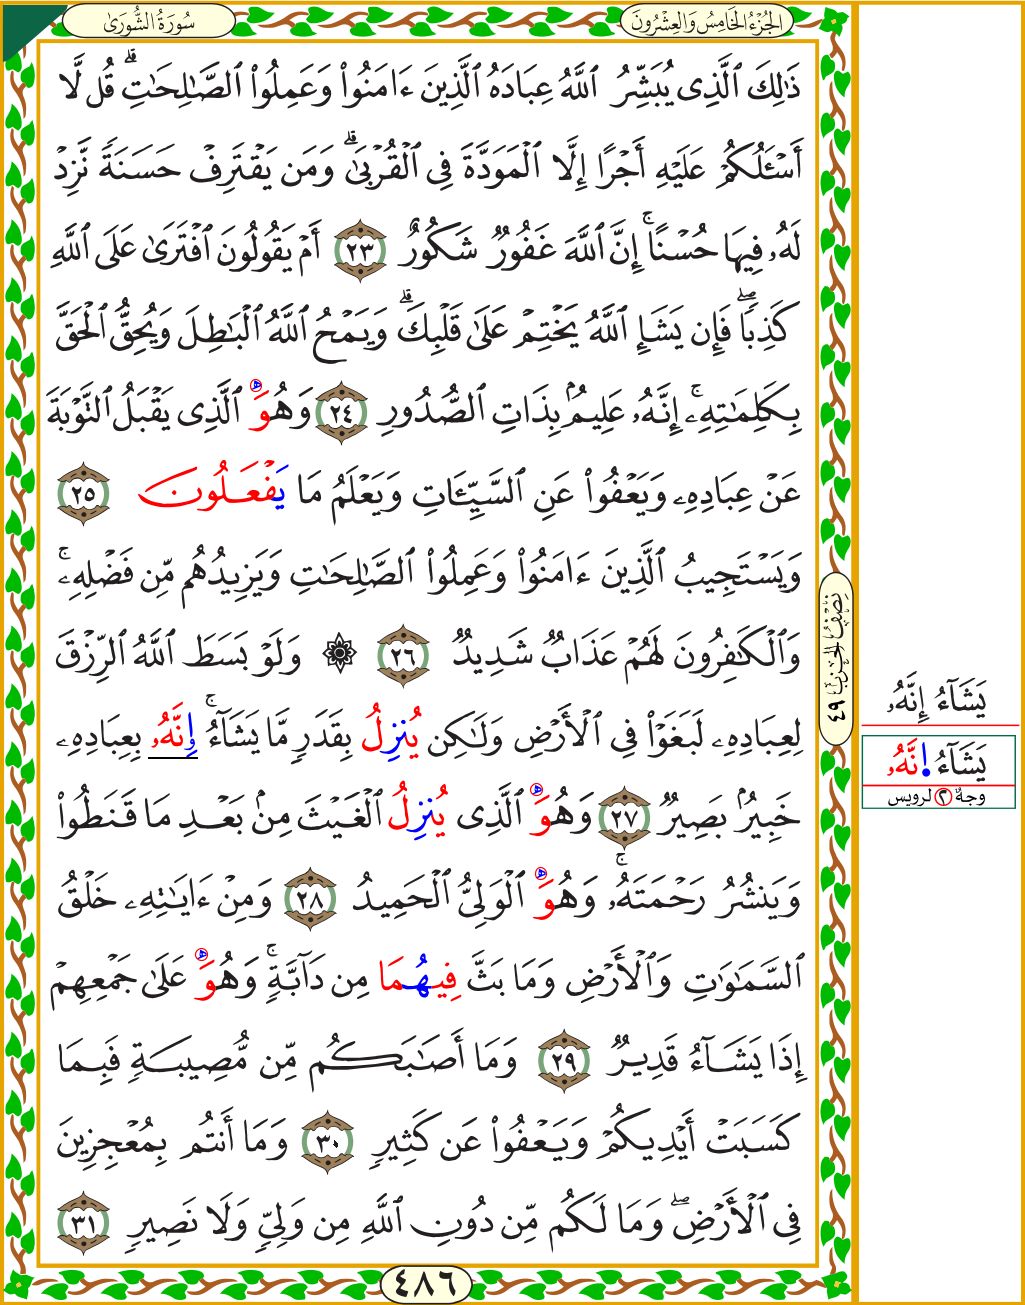 سُورَةُ الشُّورَىٰ
الجُزْءُ الخَامِسُ وَالعِشْرُونَ
ذَٰلِكَ ٱلَّذِى يُبَشِّرُ ٱللَّهُ عِبَادَهُ ٱلَّذِينَ ءَامَنُوا۟ وَعَمِلُوا۟ ٱلصَّـٰلِحَـٰتِ ۗ قُل لَّا
أَسْـَٔلُكُمْ عَلَيْهِ أَجْرًا إِلَّا ٱلْمَوَدَّةَ فِى ٱلْقُرْبَىٰ ۗ وَمَن يَقْتَرِفْ حَسَنَةً نَّزِدْ
لَهُۥ فِيهَا حُسْنًا ۚ إِنَّ ٱللَّهَ غَفُورٌ شَكُورٌ ٢٣ أَمْ يَقُولُونَ ٱفْتَرَىٰ عَلَى ٱللَّهِ
كَذِبًا ۖ فَإِن يَشَإِ ٱللَّهُ يَخْتِمْ عَلَىٰ قَلْبِكَ ۗ وَيَمْحُ ٱللَّهُ ٱلْبَـٰطِلَ وَيُحِقُّ ٱلْحَقَّ
بِكَلِمَـٰتِهِۦ ۚ إِنَّهُۥ عَلِيمٌۢ بِذَاتِ ٱلصُّدُورِ ٢٤ وَهُوَ ٱلَّذِى يَقْبَلُ ٱلتَّوْبَةَ
عَنْ عِبَادِهِۦ وَيَعْفُوا۟ عَنِ ٱلسَّيِّـَٔاتِ وَيَعْلَمُ مَا يَفْعَلُونَ ٢٥
وَيَسْتَجِيبُ ٱلَّذِينَ ءَامَنُوا۟ وَعَمِلُوا۟ ٱلصَّـٰلِحَـٰتِ وَيَزِيدُهُم مِّن فَضْلِهِۦ ۚ
وَٱلْكَـٰفِرُونَ لَهُمْ عَذَابٌ شَدِيدٌ ٢٦ ۞ وَلَوْ بَسَطَ ٱللَّهُ ٱلرِّزْقَ
لِعِبَادِهِۦ لَبَغَوْا۟ فِى ٱلْأَرْضِ وَلَـٰكِن يُنزِلُ بِقَدَرٍ مَّا يَشَآءُ ۚ إِنَّهُۥ بِعِبَادِهِۦ
خَبِيرٌۢ بَصِيرٌ ٢٧ وَهُوَ ٱلَّذِى يُنزِلُ ٱلْغَيْثَ مِنۢ بَعْدِ مَا قَنَطُوا۟
وَيَنشُرُ رَحْمَتَهُۥ ۚ وَهُوَ ٱلْوَلِىُّ ٱلْحَمِيدُ ٢٨ وَمِنْ ءَايَـٰتِهِۦ خَلْقُ
ٱلسَّمَـٰوَٰتِ وَٱلْأَرْضِ وَمَا بَثَّ فِيهُمَا مِن دَآبَّةٍ ۚ وَهُوَ عَلَىٰ جَمْعِهِمْ
إِذَا يَشَآءُ قَدِيرٌ ٢٩ وَمَآ أَصَـٰبَكُم مِّن مُّصِيبَةٍ فَبِمَا
كَسَبَتْ أَيْدِيكُمْ وَيَعْفُوا۟ عَن كَثِيرٍ ٣٠ وَمَآ أَنتُم بِمُعْجِزِينَ
فِى ٱلْأَرْضِ ۖ وَمَا لَكُم مِّن دُونِ ٱللَّهِ مِن وَلِىٍّ وَلَا نَصِيرٍ ٣١
نِصْفُ الحِزْبِ ٤٩
يَشَآءُ إِنَّهُۥ
يَشَآءُ اِ۬نَّهُۥ
وجهٌ ٢ لرويس
٤٨٦